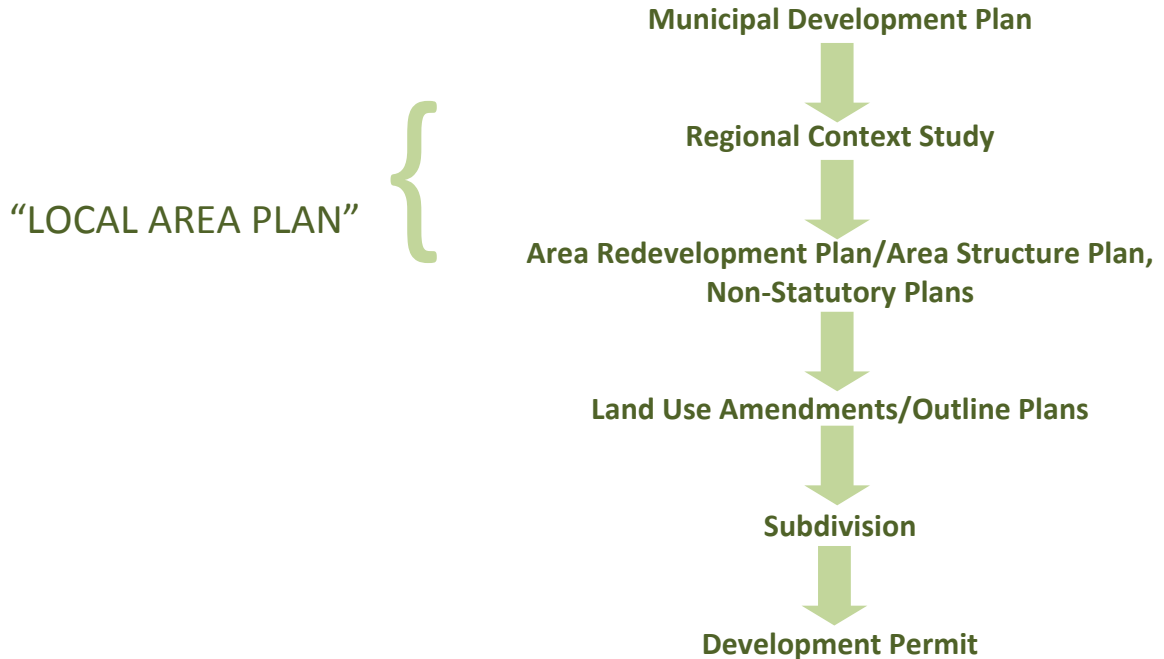 Municipal Development Plan
Regional Context Study
“LOCAL AREA PLAN”
Area Redevelopment Plan/Area Structure Plan,
Non-Statutory Plans
Land Use Amendments/Outline Plans
Subdivision
Development Permit